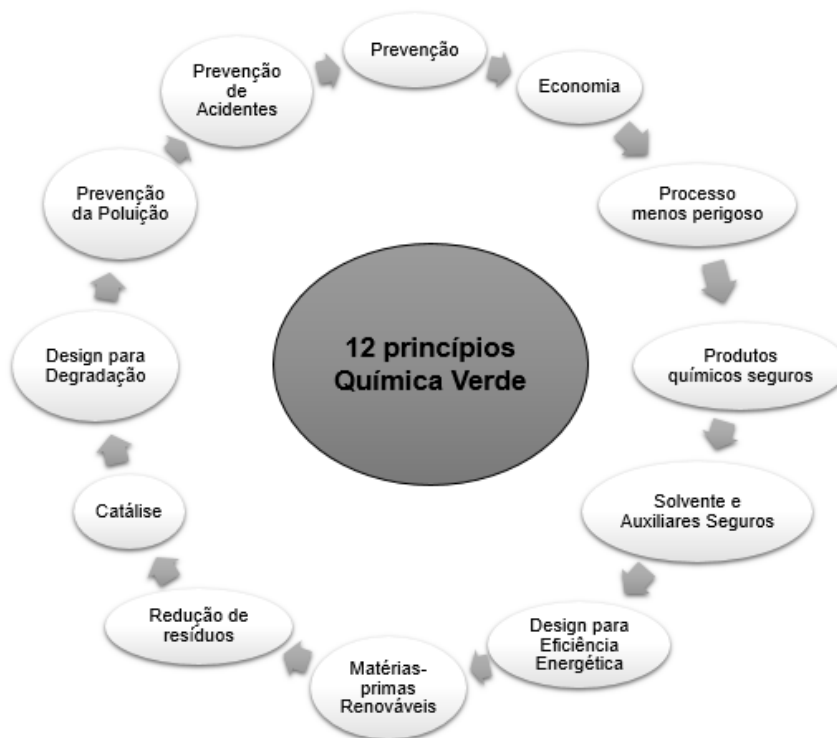 Prevenção
Economia
Processo
menos perigoso
Produtos
químicos seguros
Solvente e
Auxiliares Seguros
Design para
Eficiência
Energética
Matérias-
primas
Renováveis
Redução de
resíduos
Catálise
Design para
Degradação
Prevenção
da Poluição
Prevenção
de
Acidentes
12 princípios
Química Verde